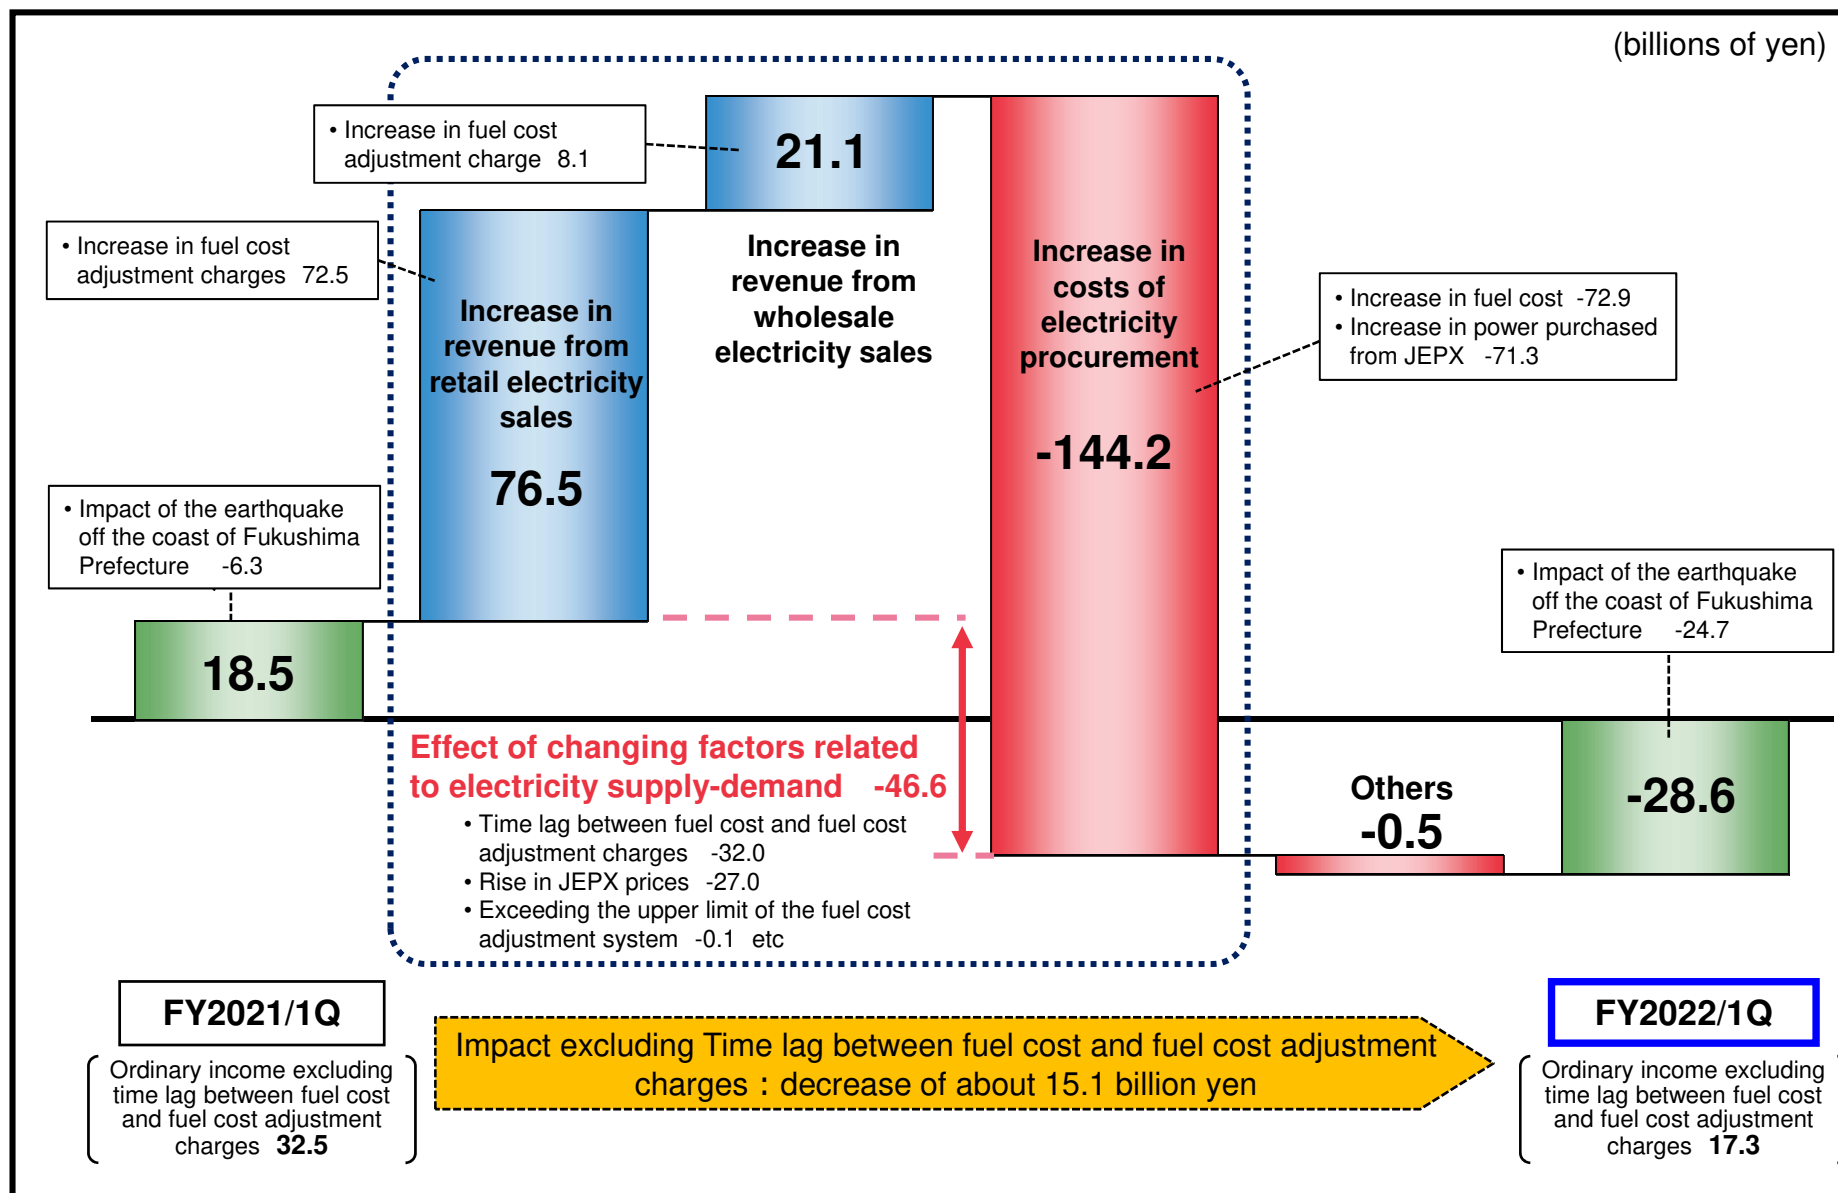 (billions of yen)
• Increase in fuel cost
adjustment charge 8.1
21.1
• Increase in fuel cost
adjustment charges 72.5
Increase in
revenue from
retail electricity
sales
76.5
Increase in
revenue from
wholesale
electricity sales
Increase in
costs of
electricity
procurement
-144.2
• Increase in fuel cost -72.9
• Increase in power purchased
from JEPX -71.3
• Impact of the earthquake
off the coast of Fukushima
Prefecture -6.3
18.5
• Impact of the earthquake
off the coast of Fukushima
Prefecture -24.7
Effect of changing factors related
to electricity supply-demand -46.6
• Time lag between fuel cost and fuel cost
adjustment charges -32.0
• Rise in JEPX prices -27.0
• Exceeding the upper limit of the fuel cost
adjustment system -0.1 etc
Others
-0.5
-28.6
FY2021/1Q
Ordinary income excluding
time lag between fuel cost
and fuel cost adjustment
charges 32.5
Impact excluding Time lag between fuel cost and fuel cost adjustment
charges : decrease of about 15.1 billion yen
FY2022/1Q
Ordinary income excluding
time lag between fuel cost
and fuel cost adjustment
charges 17.3